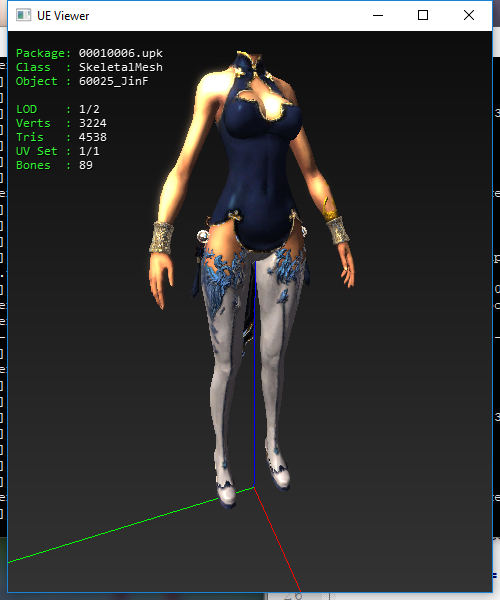 UE Viewer
Package: 00010006.upk
Class : SkeletalMesh
Object : 60025_JinF
LOD : 1/2
Verts : 3224
Tris : 4538
UV Set : 1/1
Bones : 89